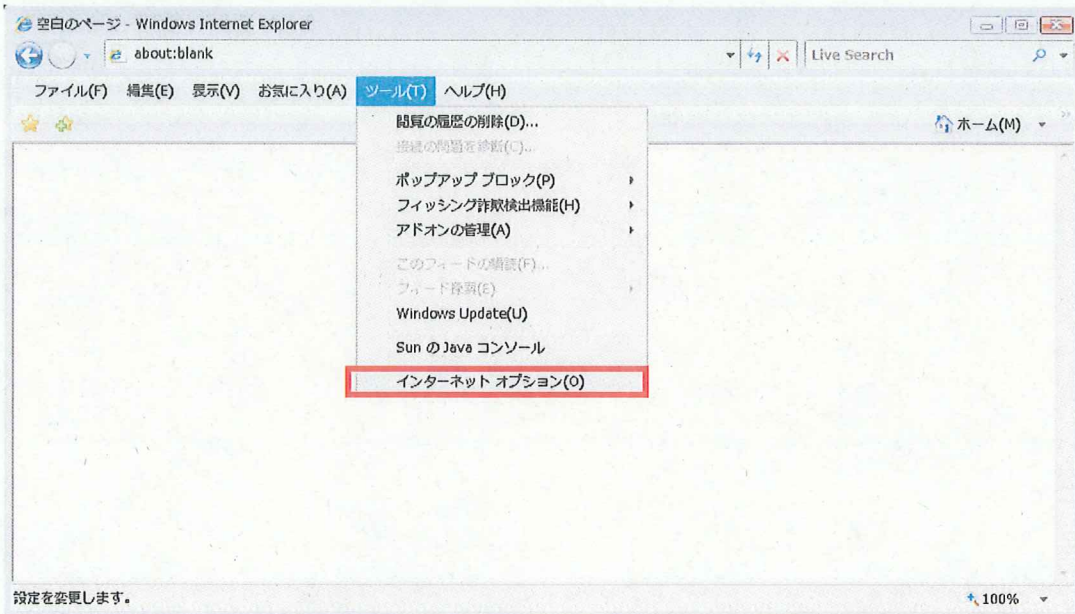 空白のページ - Windows Internet Explorer
about:blank
Live Search
ファイル(F) 編集(E) 表示(V) お気に入り(A) ツール(T) ヘルプ(H)
ホーム(M)
閲覧の履歴の削除(D)...
接続の問題を診断(C)...
ポップアップ ブロック(P)
フィッシング詐欺検出機能(H)
アドオンの管理(A)
このフィードの購読(F)...
フィード探索(E)
Windows Update(U)
Sun の Java コンソール
インターネット オプション(O)
設定を変更します。
100%